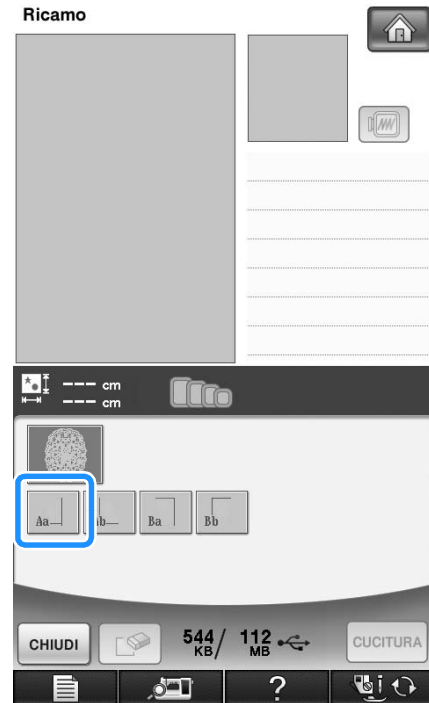 Ricamo
--- cm
--- cm
Aa
Ab
Ba
Bb
CHIUDI
544 KB / 112 MB
CUCITURA
?